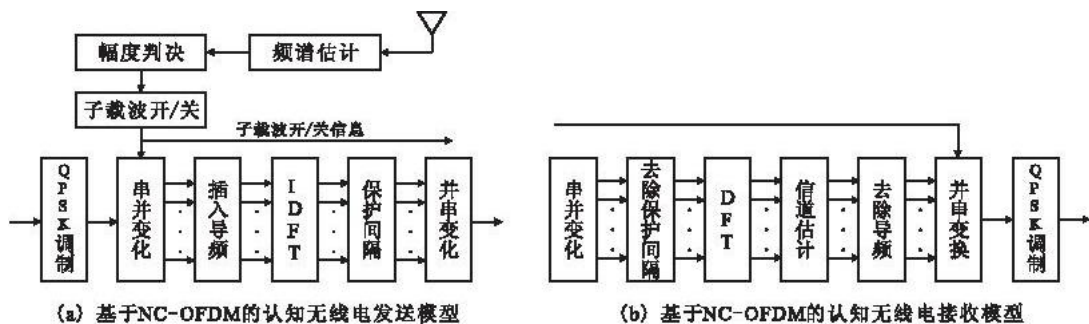 幅度判决
频谱估计
子载波开/关
子载波开/关信息
QPSK调制
串并变化
插入导频
IDFT
保护间隔
并串变化
串并变化
去除保护间隔
DFT
信道估计
去除导频
并串变换
QPSK调制
(a) 基于NC-OFDM的认知无线电发送模型
(b) 基于NC-OFDM的认知无线电接收模型